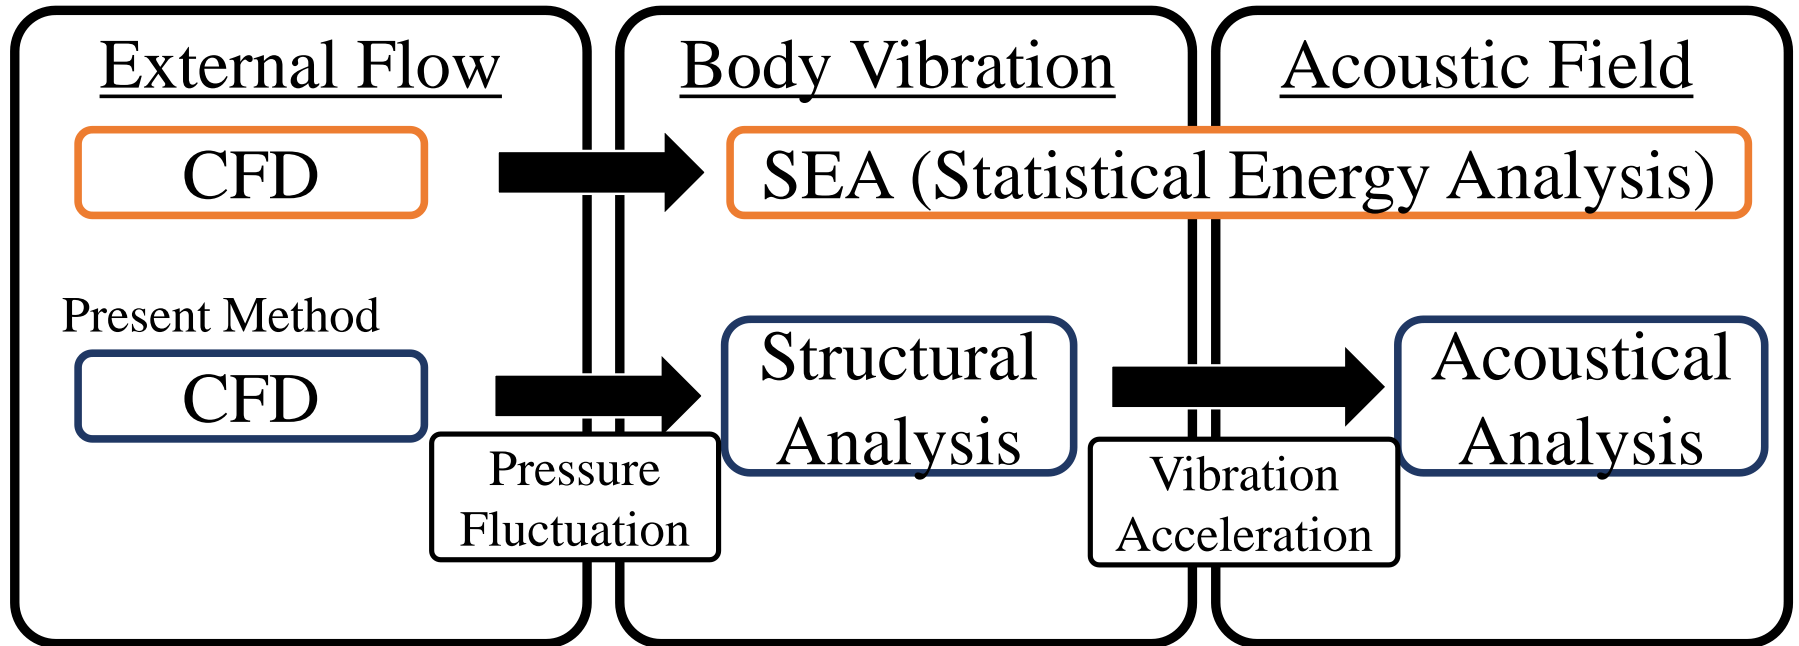 External Flow
Body Vibration
Acoustic Field
CFD
SEA (Statistical Energy Analysis)
Present Method
CFD
Structural
Analysis
Acoustical
Analysis
Pressure
Fluctuation
Vibration
Acceleration